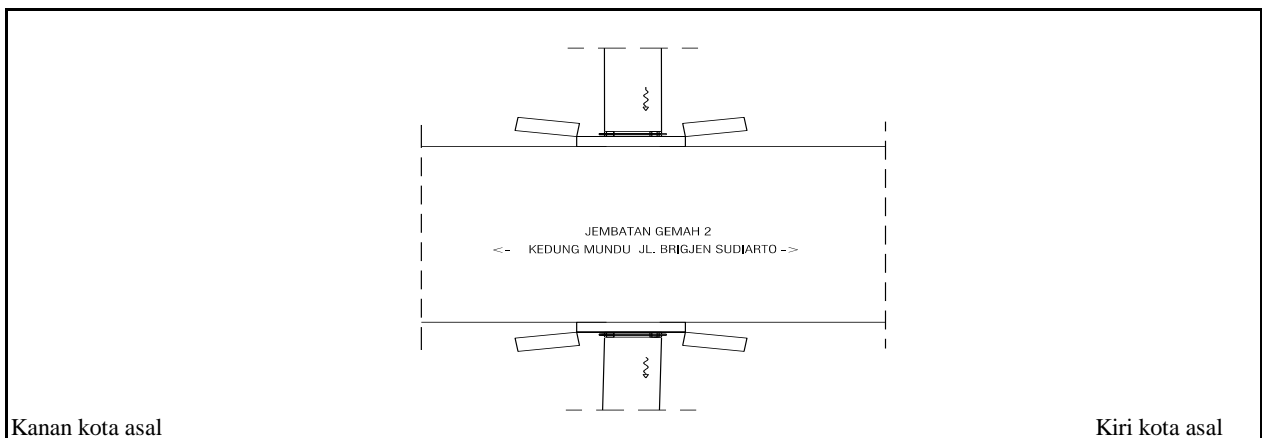 JEMBATAN GEMAH 2
<- KEDUNG MUNDU JL. BRIGJEN SUDIARTO ->
Kanan kota asal
Kiri kota asal